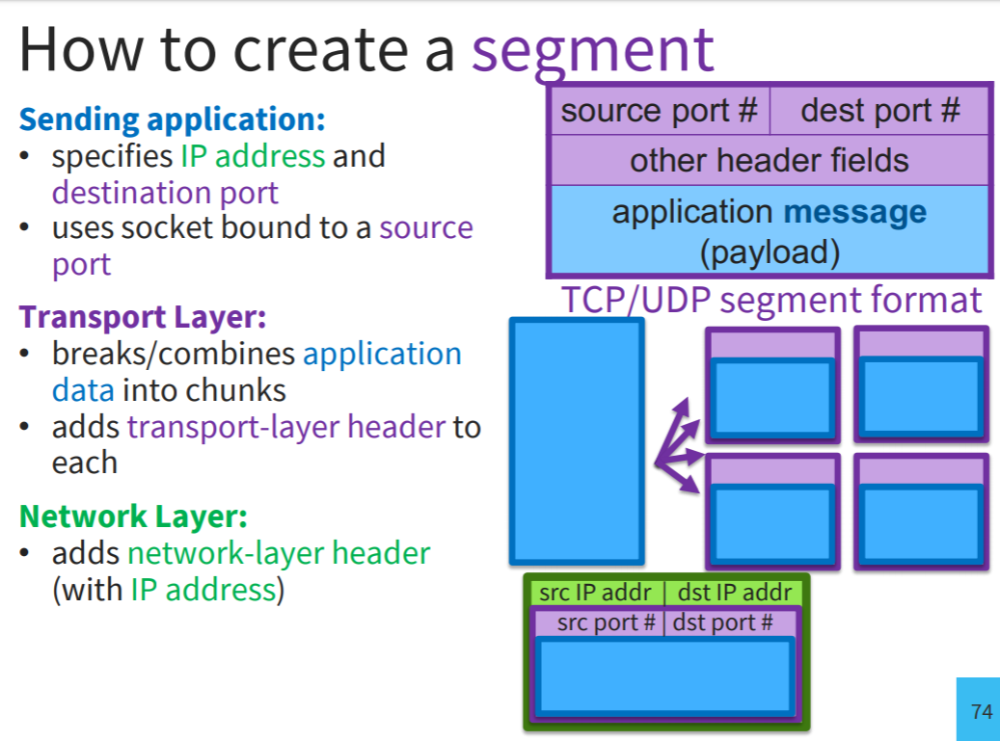 How to create a segment
Sending application:
• specifies IP address and
destination port
• uses socket bound to a source
port
Transport Layer:
• breaks/combines application
data into chunks
• adds transport-layer header to
each
Network Layer:
• adds network-layer header
(with IP address)
source port # dest port #
other header fields
application message
(payload)
TCP/UDP segment format
src IP addr dst IP addr
src port # dst port #
74